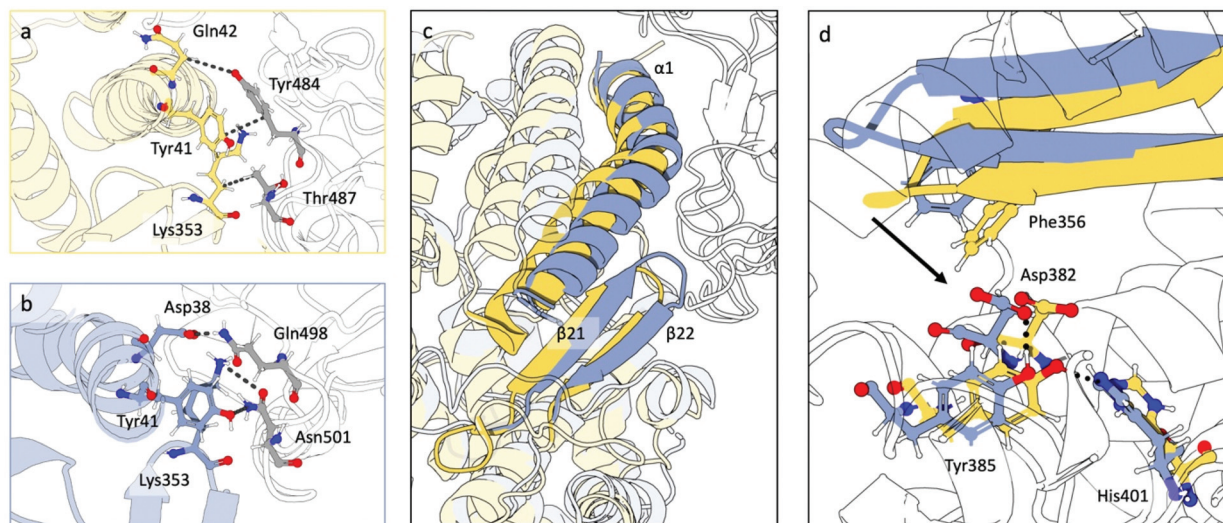 a
Gln42
Tyr484
Tyr41
Thr487
Lys353
b
Asp38
Gln498
Tyr41
Asn501
Lys353
c
α1
β21
β22
d
Phe356
Asp382
Tyr385
His401